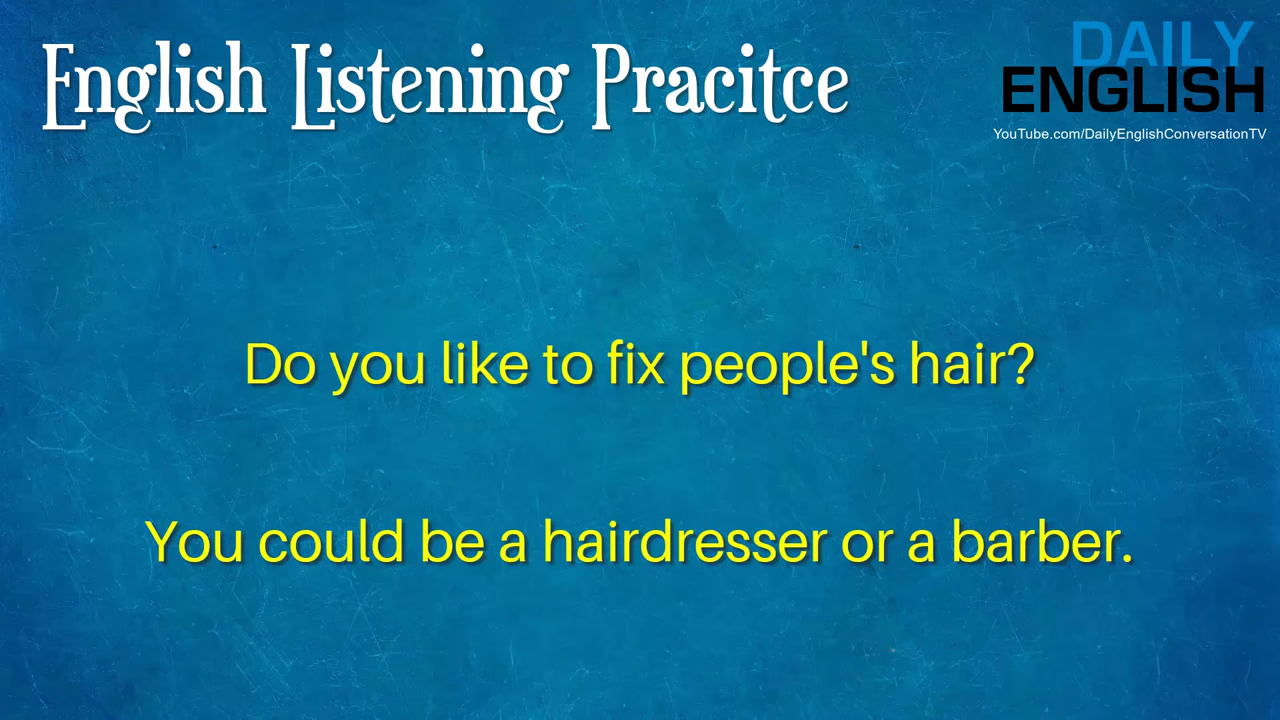 English Listening Pracitce
DAILY
ENGLISH
YouTube.com/DailyEnglishConversationTV
Do you like to fix people's hair?
You could be a hairdresser or a barber.